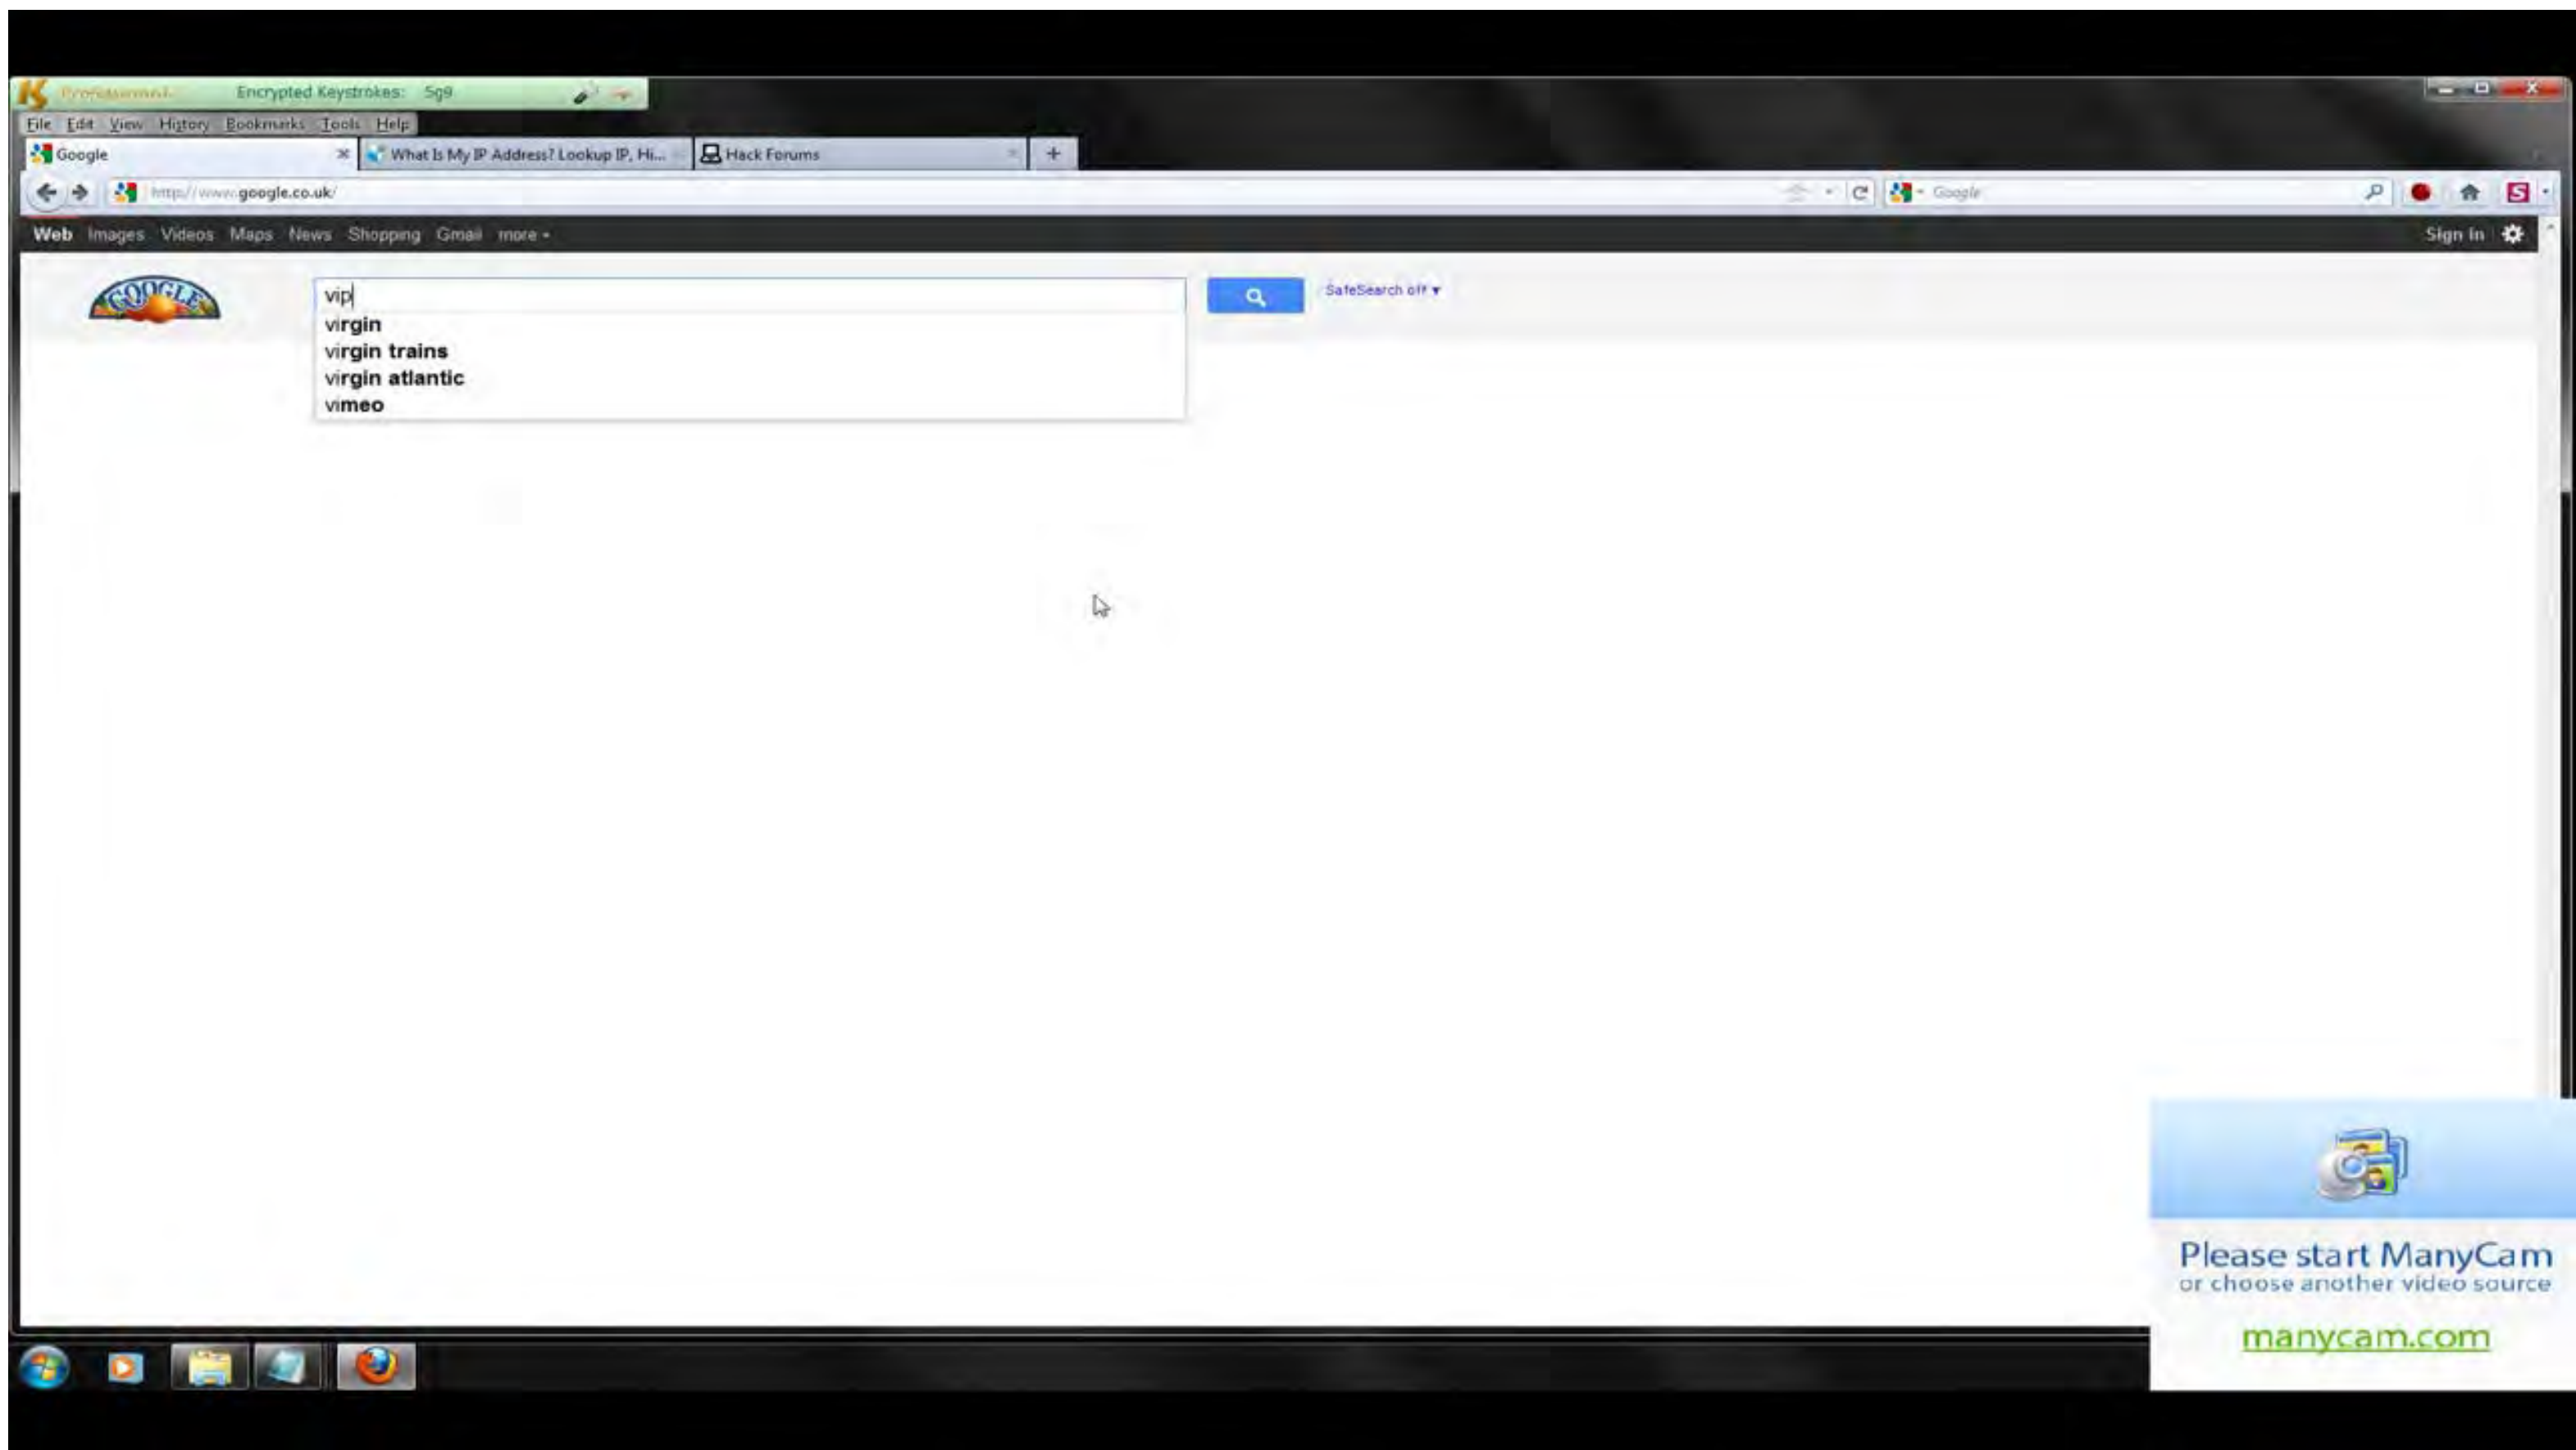 Professional Encrypted Keystrokes: 5g9
File Edit View History Bookmarks Tools Help
Google What Is My IP Address? Lookup IP, Hi... Hack Forums +
http://www.google.co.uk/ Google S
Web Images Videos Maps News Shopping Gmail more Sign in
GOOGLE vip SafeSearch off ▼
virgin
virgin trains
virgin atlantic
vimeo
Please start ManyCam
or choose another video source
manycam.com